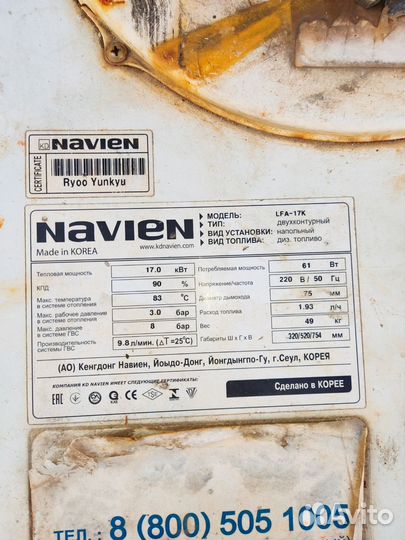 CERTIFICATE
KD NAVIEN
Ryoo Yunkyu
NAVIEN
Made in KOREA
www.kdnavien.com
МОДЕЛЬ: LFA-17K
ТИП: двухконтурный
ВИД УСТАНОВКИ: напольный
ВИД ТОПЛИВА: диз. топливо
Тепловая мощность 17.0 кВт Потребляемая мощность 61 Вт
КПД 90 % Напряжение/частота 220 В / 50 Гц
Макс. температура в системе отопления 83 °C Диаметр дымохода 75 мм
Макс. рабочее давление в системе отопления 3.0 бар Расход топлива 1.93 л/ч
Макс. давление в системе ГВС 8 бар Вес 49 кг
Производительность системы ГВС 9.8 л/мин. (ΔT=25°C) Габариты Ш х Г х В 320/520/754 мм
(АО) Кенгдонг Навиен, Йоыдо-Донг, Йонгдынгпо-Гу, г.Сеул, КОРЕЯ
КОМПАНИЯ KD NAVIEN ИМЕЕТ СЛЕДУЮЩИЕ СЕРТИФИКАТЫ:
Сделано в КОРЕЕ
EAC CE
ТЕЛ.: 8 (800) 505 1005
Avito